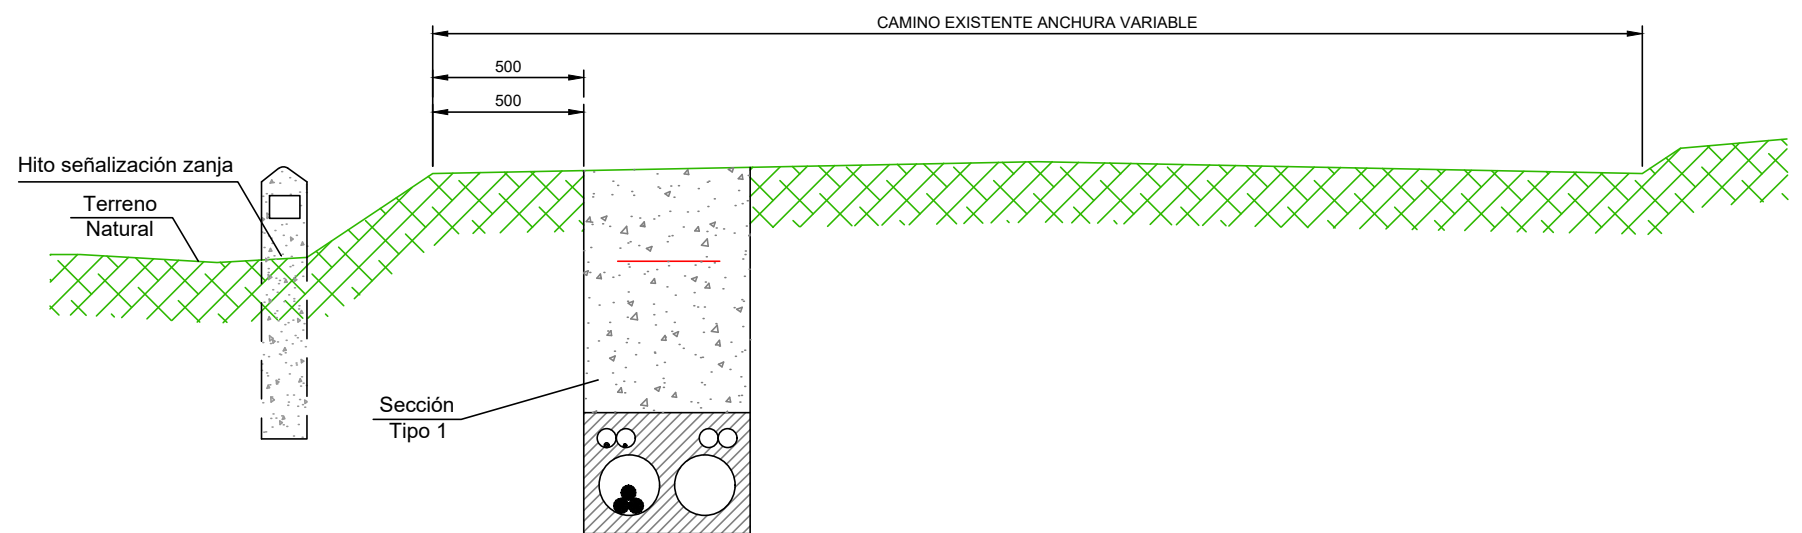 CAMINO EXISTENTE ANCHURA VARIABLE
500
500
Hito señalización zanja
Terreno
Natural
Sección
Tipo 1